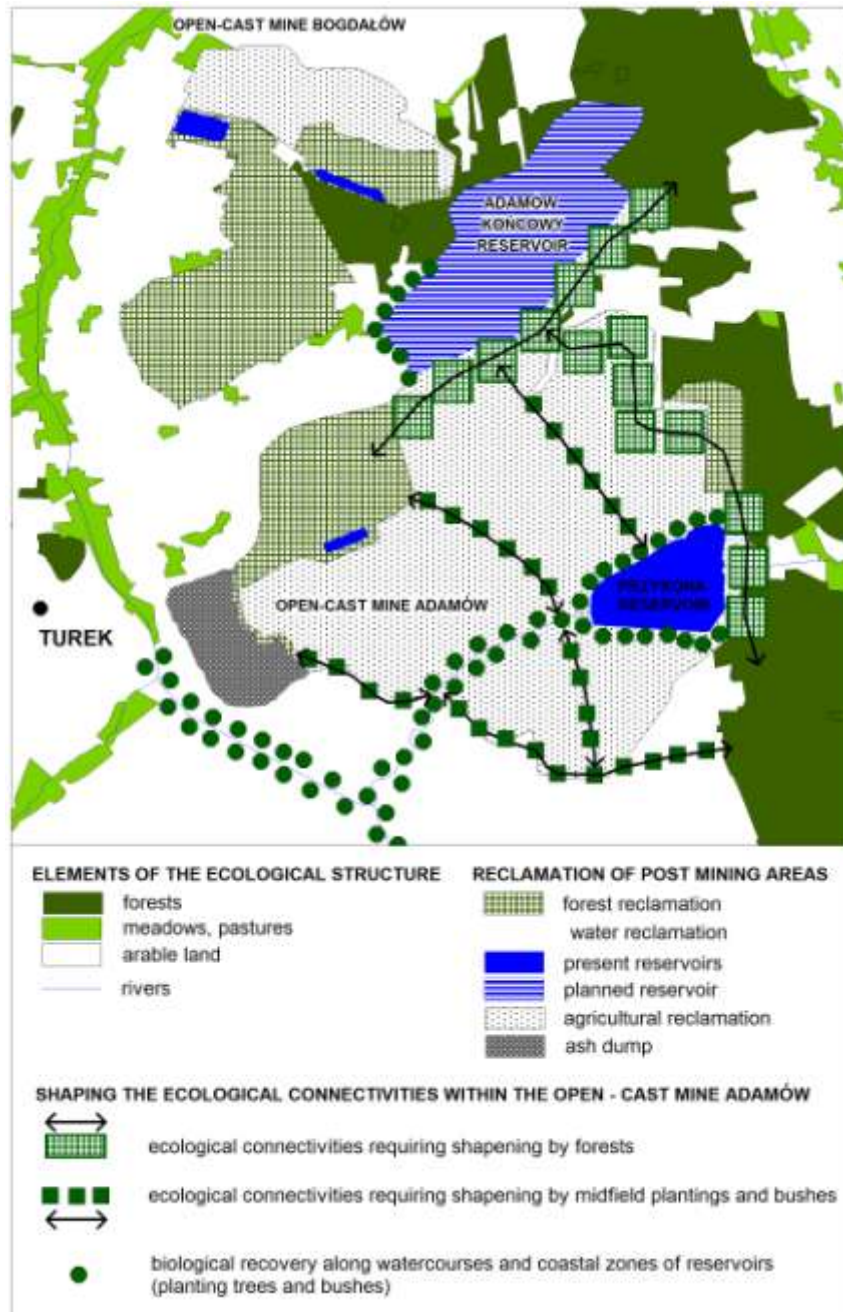 OPEN-CAST MINE BOGDAŁÓW
ADAMÓW
KOŃCOWY
RESERVOIR
OPEN-CAST MINE ADAMÓW
RESERVOIR
TUREK
ELEMENTS OF THE ECOLOGICAL STRUCTURE
forests
meadows, pastures
arable land
rivers
RECLAMATION OF POST MINING AREAS
forest reclamation
water reclamation
present reservoirs
planned reservoir
agricultural reclamation
ash dump
SHAPING THE ECOLOGICAL CONNECTIVITIES WITHIN THE OPEN - CAST MINE ADAMÓW
ecological connectivities requiring shapening by forests
ecological connectivities requiring shapening by midfield plantings and bushes
biological recovery along watercourses and coastal zones of reservoirs
(planting trees and bushes)